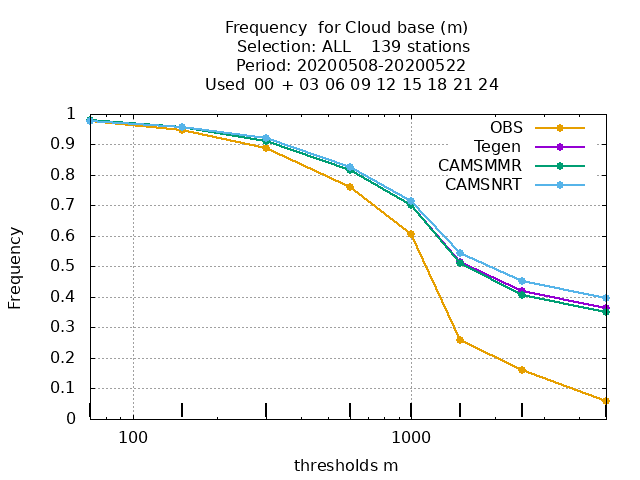 Frequency  for Cloud base (m)
Selection: ALL    139 stations
Period: 20200508-20200522
Used  00  + 03 06 09 12 15 18 21 24
1
0.9
0.8
0.7
0.6
0.5
0.4
0.3
0.2
0.1
0
Frequency
OBS
Tegen
CAMSMMR
CAMSNRT
100
1000
thresholds m